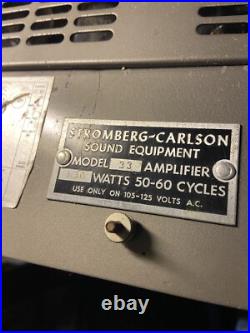 STROMBERG-CARLSON
SOUND EQUIPMENT
MODEL 33 AMPLIFIER
WATTS 50-60 CYCLES
USE ONLY ON 105-125 VOLTS A.C.